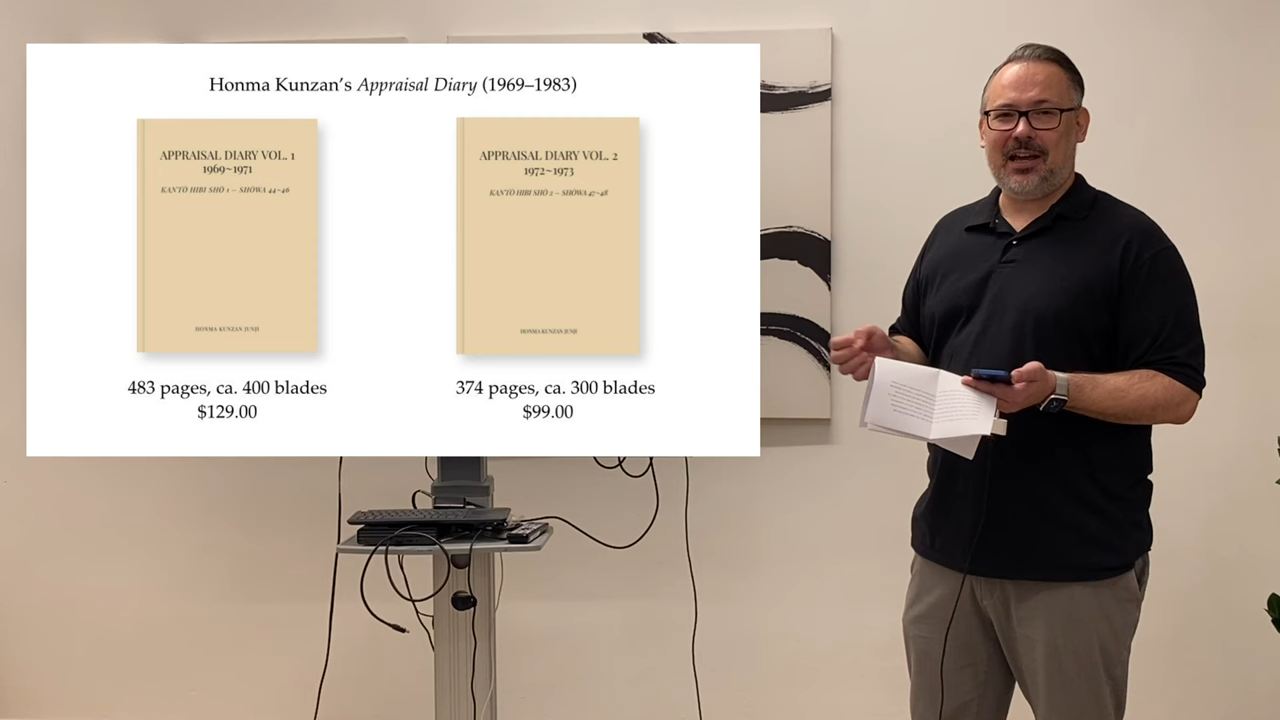 Honma Kunzan's Appraisal Diary (1969–1983)
APPRAISAL DIARY VOL. 1
1969~1971
KANTŌ HIBI SHŌ 1 – SHŌWA 44~46
HONMA KUNZAN JUNJI
483 pages, ca. 400 blades
$129.00
APPRAISAL DIARY VOL. 2
1972~1973
KANTŌ HIBI SHŌ 2 – SHŌWA 47~48
HONMA KUNZAN JUNJI
374 pages, ca. 300 blades
$99.00